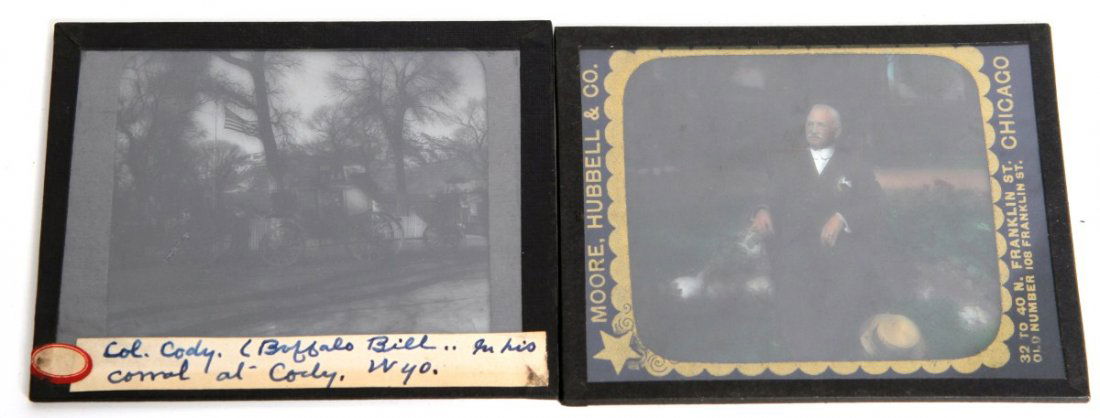 Col. Cody. (Buffalo Bill.. In his
corral at Cody. Wyo.
MOORE, HUBBELL & CO.
32 TO 40 N. FRANKLIN ST. CHICAGO
OLD NUMBER 108 FRANKLIN ST.